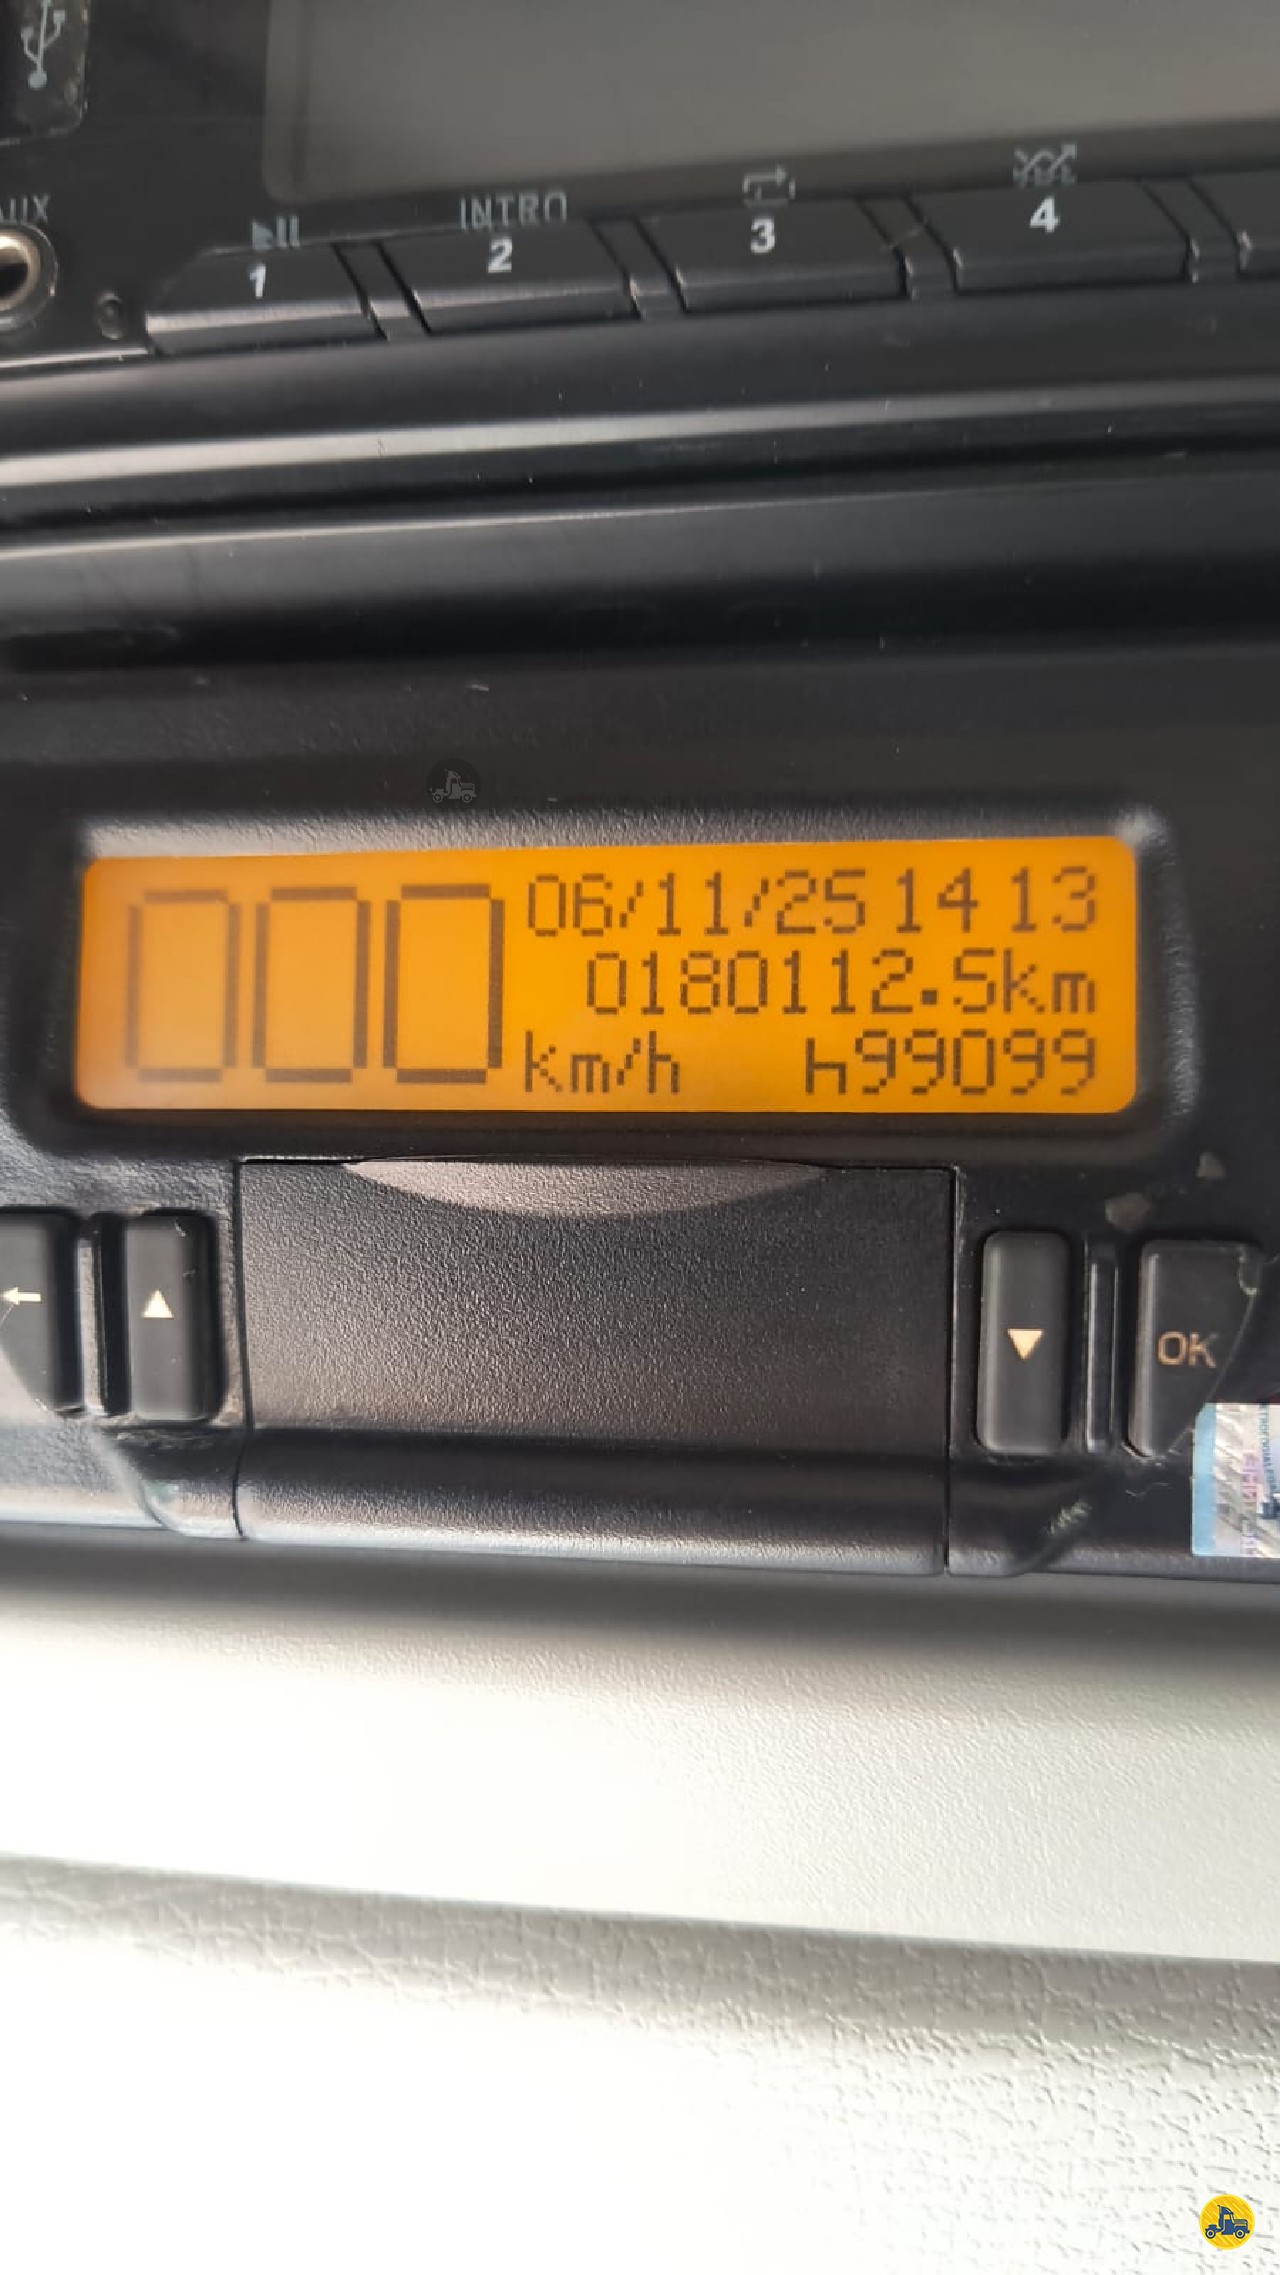 AUX
INTRO
1 2 3 4
000
06/11/25 14 13
0180112.5km
km/h h99099
OK